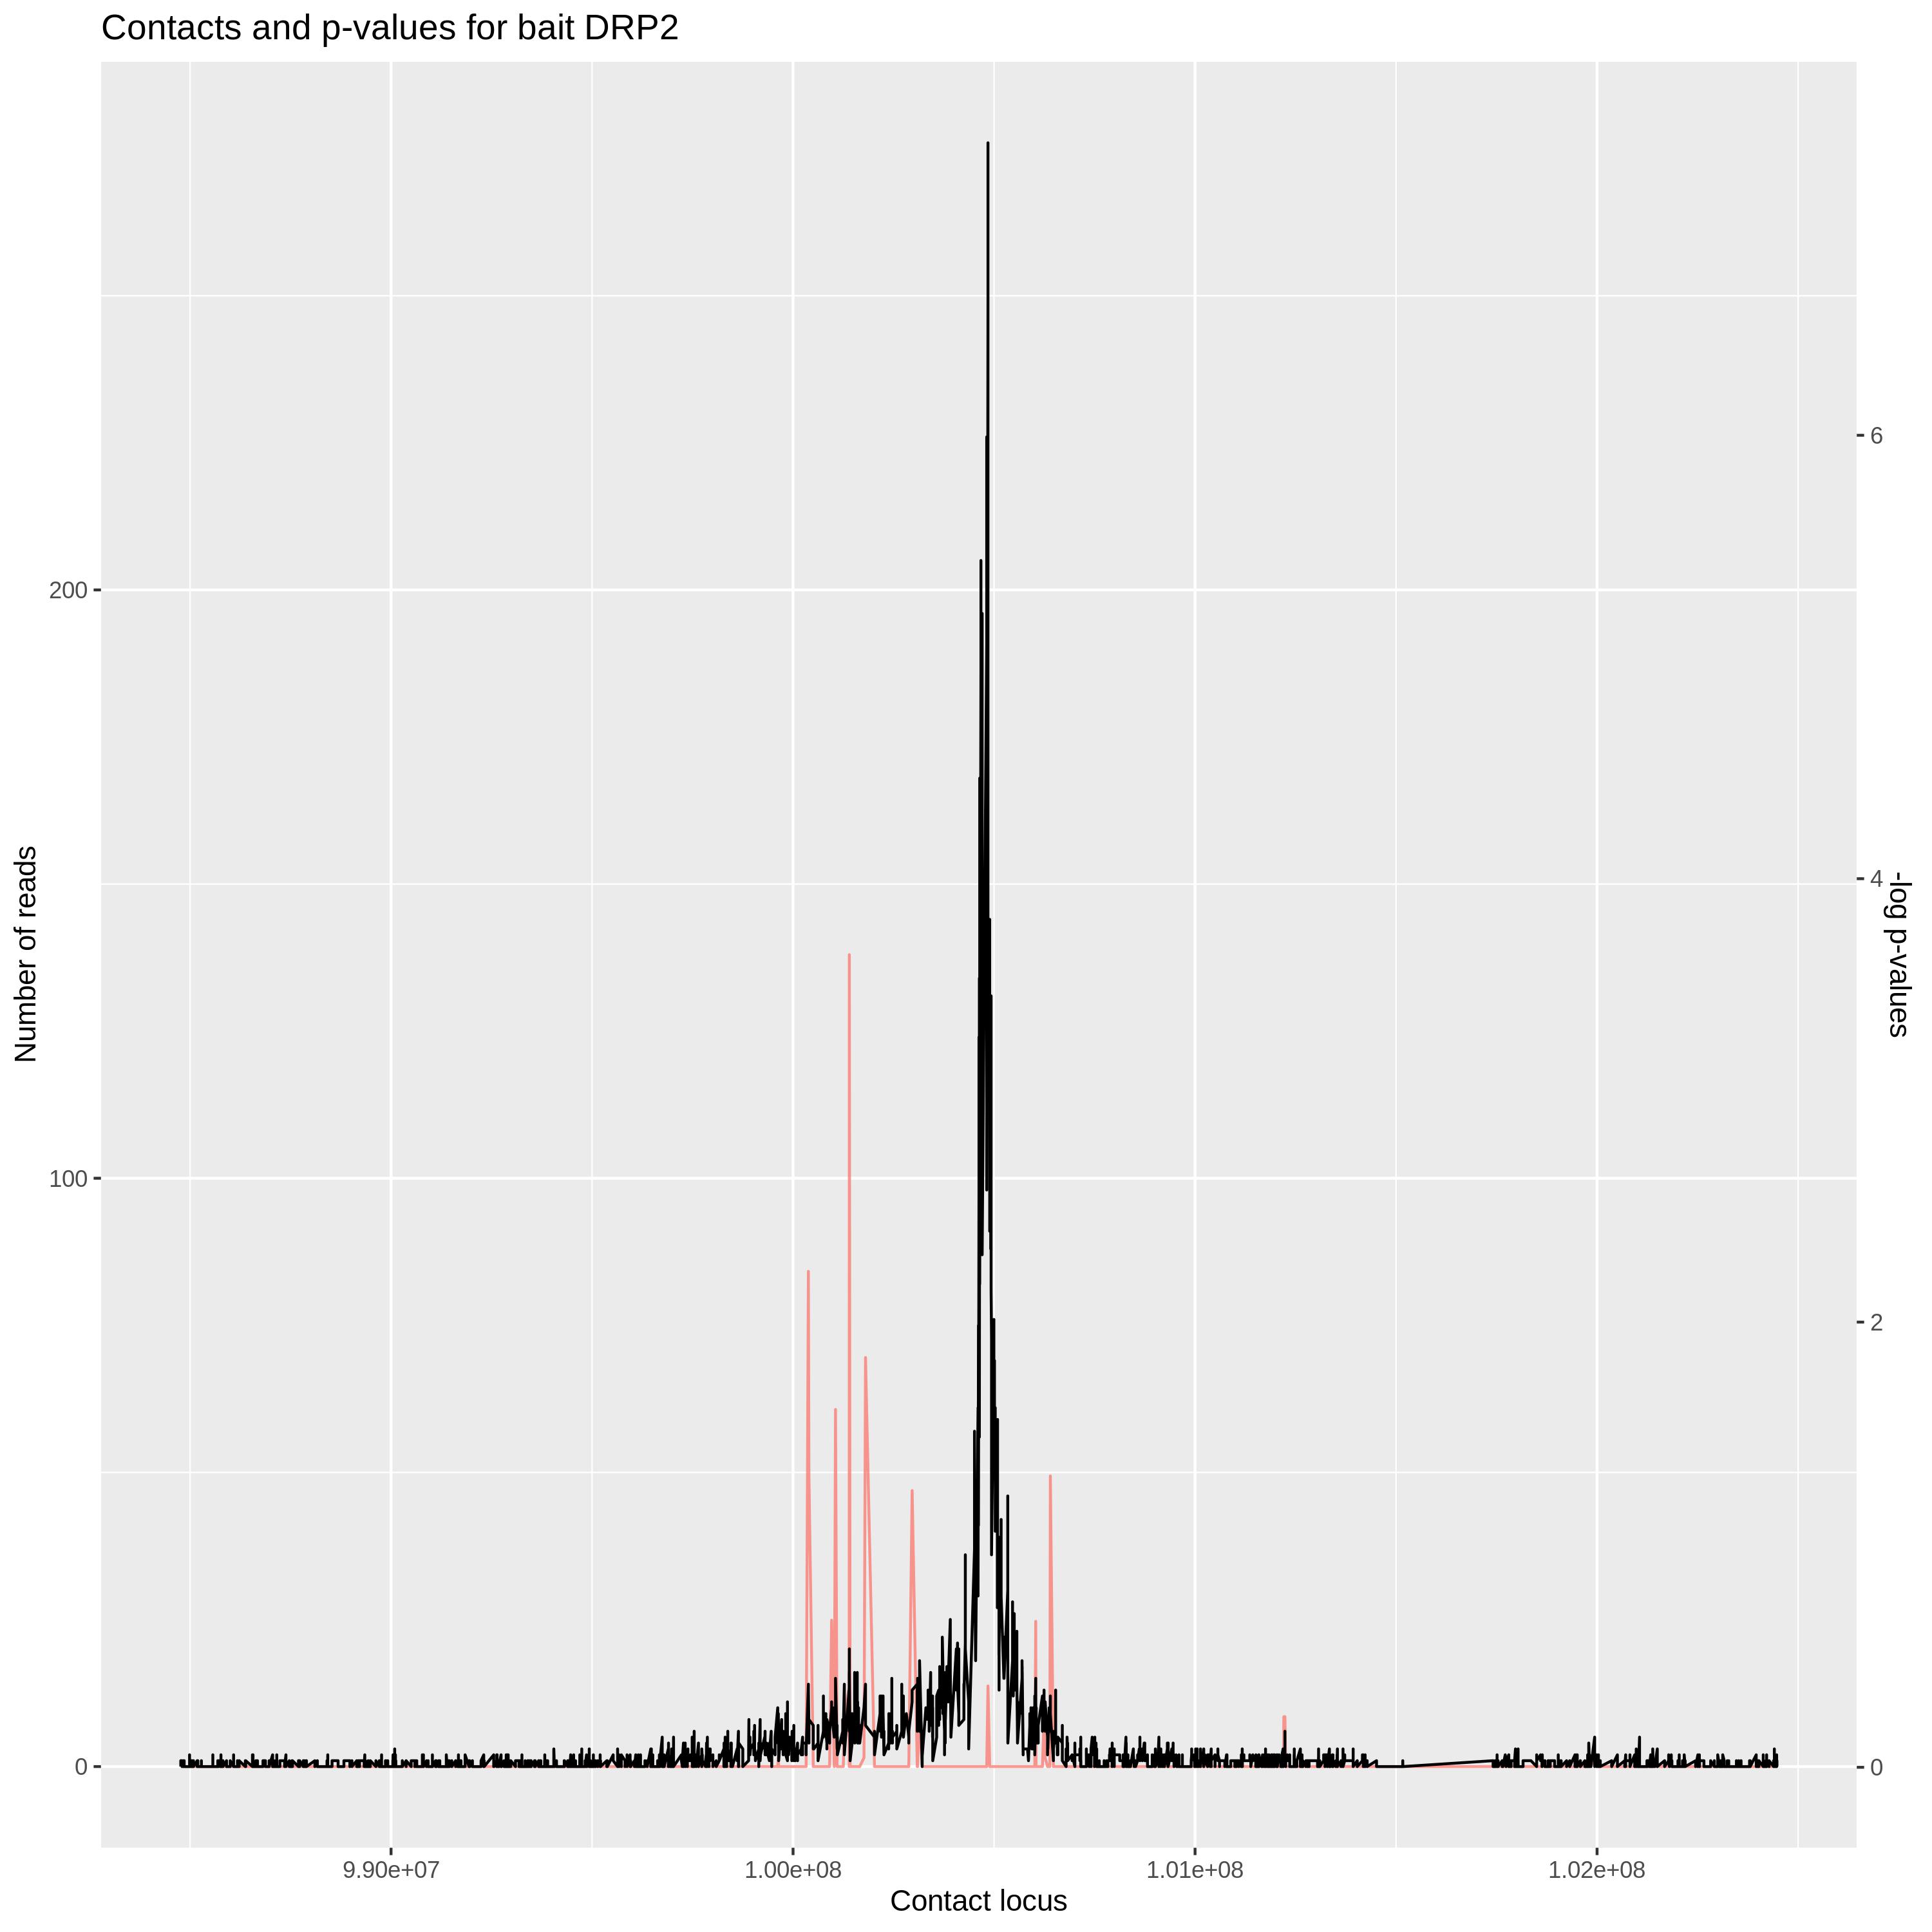 Contacts and p-values for bait DRP2
Number of reads
200
100
0
6
4
2
0
-log p-values
9.90e+07
1.00e+08
1.01e+08
1.02e+08
Contact locus